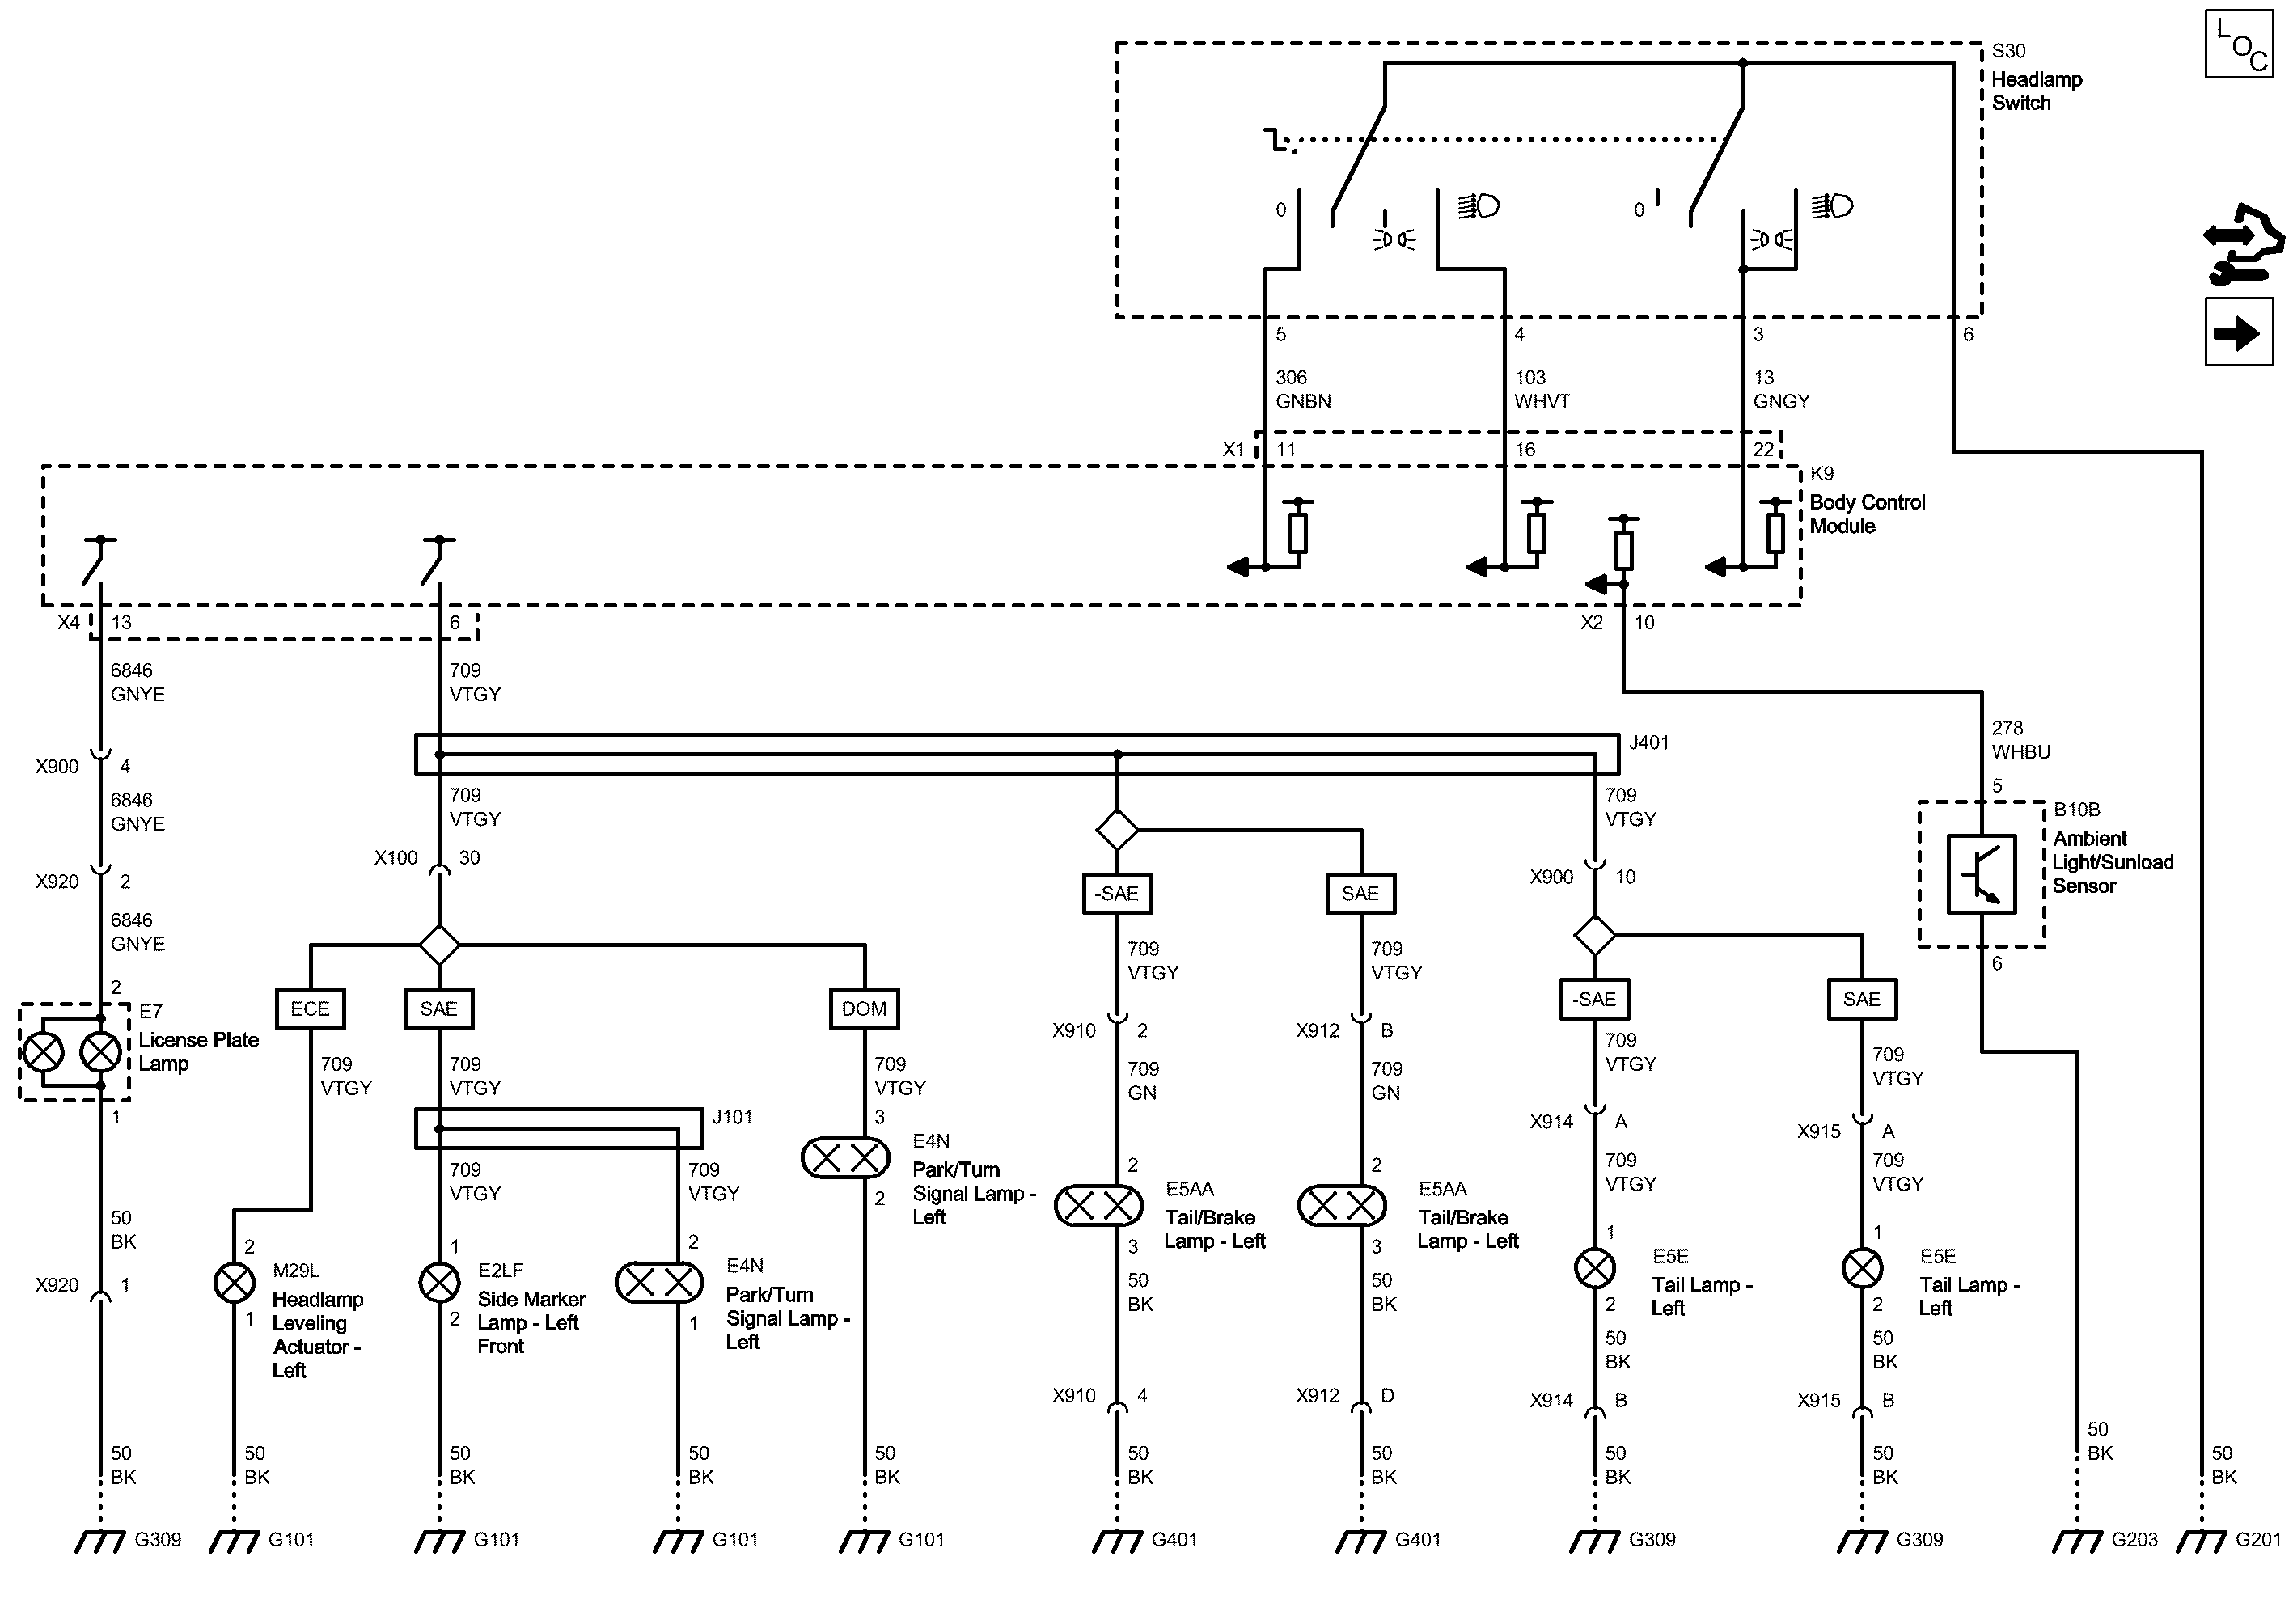 LOC
S30
Headlamp
Switch
0
0
5
4
3
6
306
GNBN
103
WHVT
13
GNGY
X1
11
16
22
K9
Body Control
Module
X4
13
6
X2
10
6846
GNYE
709
VTGY
278
WHBU
J401
X900
4
6846
GNYE
709
VTGY
709
VTGY
5
B10B
Ambient
Light/Sunload
Sensor
6
X100
30
X920
2
X900
10
-SAE
SAE
6846
GNYE
709
VTGY
709
VTGY
2
E7
License Plate
Lamp
1
ECE
SAE
DOM
-SAE
SAE
X910
2
X912
B
709
VTGY
709
VTGY
709
VTGY
709
GN
709
GN
709
VTGY
709
VTGY
J101
3
E4N
Park/Turn
Signal Lamp -
Left
2
X914
A
X915
A
709
VTGY
709
VTGY
2
E5AA
Tail/Brake
Lamp - Left
3
2
E5AA
Tail/Brake
Lamp - Left
3
709
VTGY
709
VTGY
50
BK
X920
1
2
M29L
Headlamp
Leveling
Actuator -
Left
1
1
E2LF
Side Marker
Lamp - Left
Front
2
2
E4N
Park/Turn
Signal Lamp -
Left
1
1
E5E
Tail Lamp -
Left
2
1
E5E
Tail Lamp -
Left
2
50
BK
50
BK
50
BK
50
BK
X910
4
X912
D
X914
B
X915
B
50
BK
50
BK
50
BK
50
BK
50
BK
50
BK
50
BK
50
BK
50
BK
50
BK
50
BK
G309
G101
G101
G101
G101
G401
G401
G309
G309
G203
G201